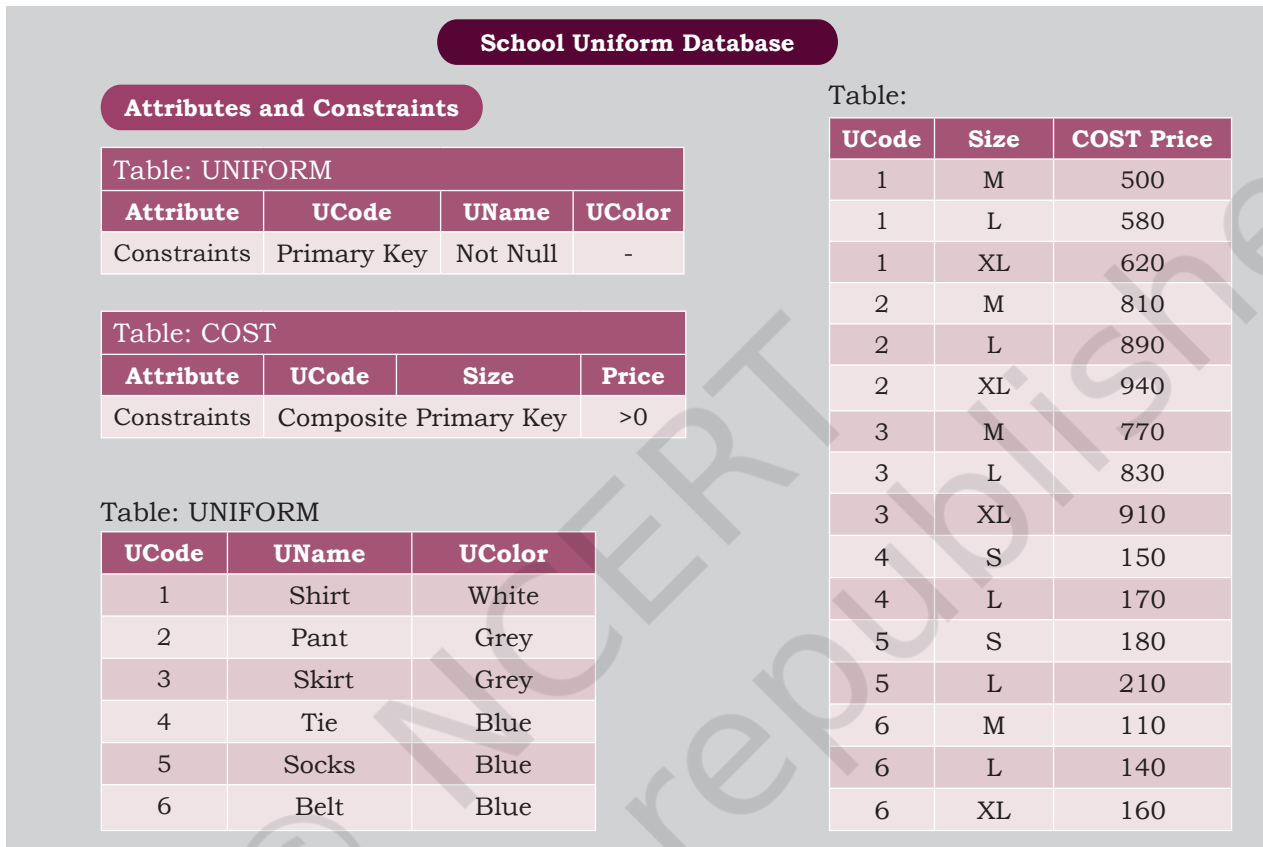 School Uniform Database
Attributes and Constraints
Table: UNIFORM
Attribute UCode UName UColor
Constraints Primary Key Not Null -
Table: COST
Attribute UCode Size Price
Constraints Composite Primary Key >0
Table: UNIFORM
UCode UName UColor
1 Shirt White
2 Pant Grey
3 Skirt Grey
4 Tie Blue
5 Socks Blue
6 Belt Blue
Table:
UCode Size COST Price
1 M 500
1 L 580
1 XL 620
2 M 810
2 L 890
2 XL 940
3 M 770
3 L 830
3 XL 910
4 S 150
4 L 170
5 S 180
5 L 210
6 M 110
6 L 140
6 XL 160
© NCERT
republishe